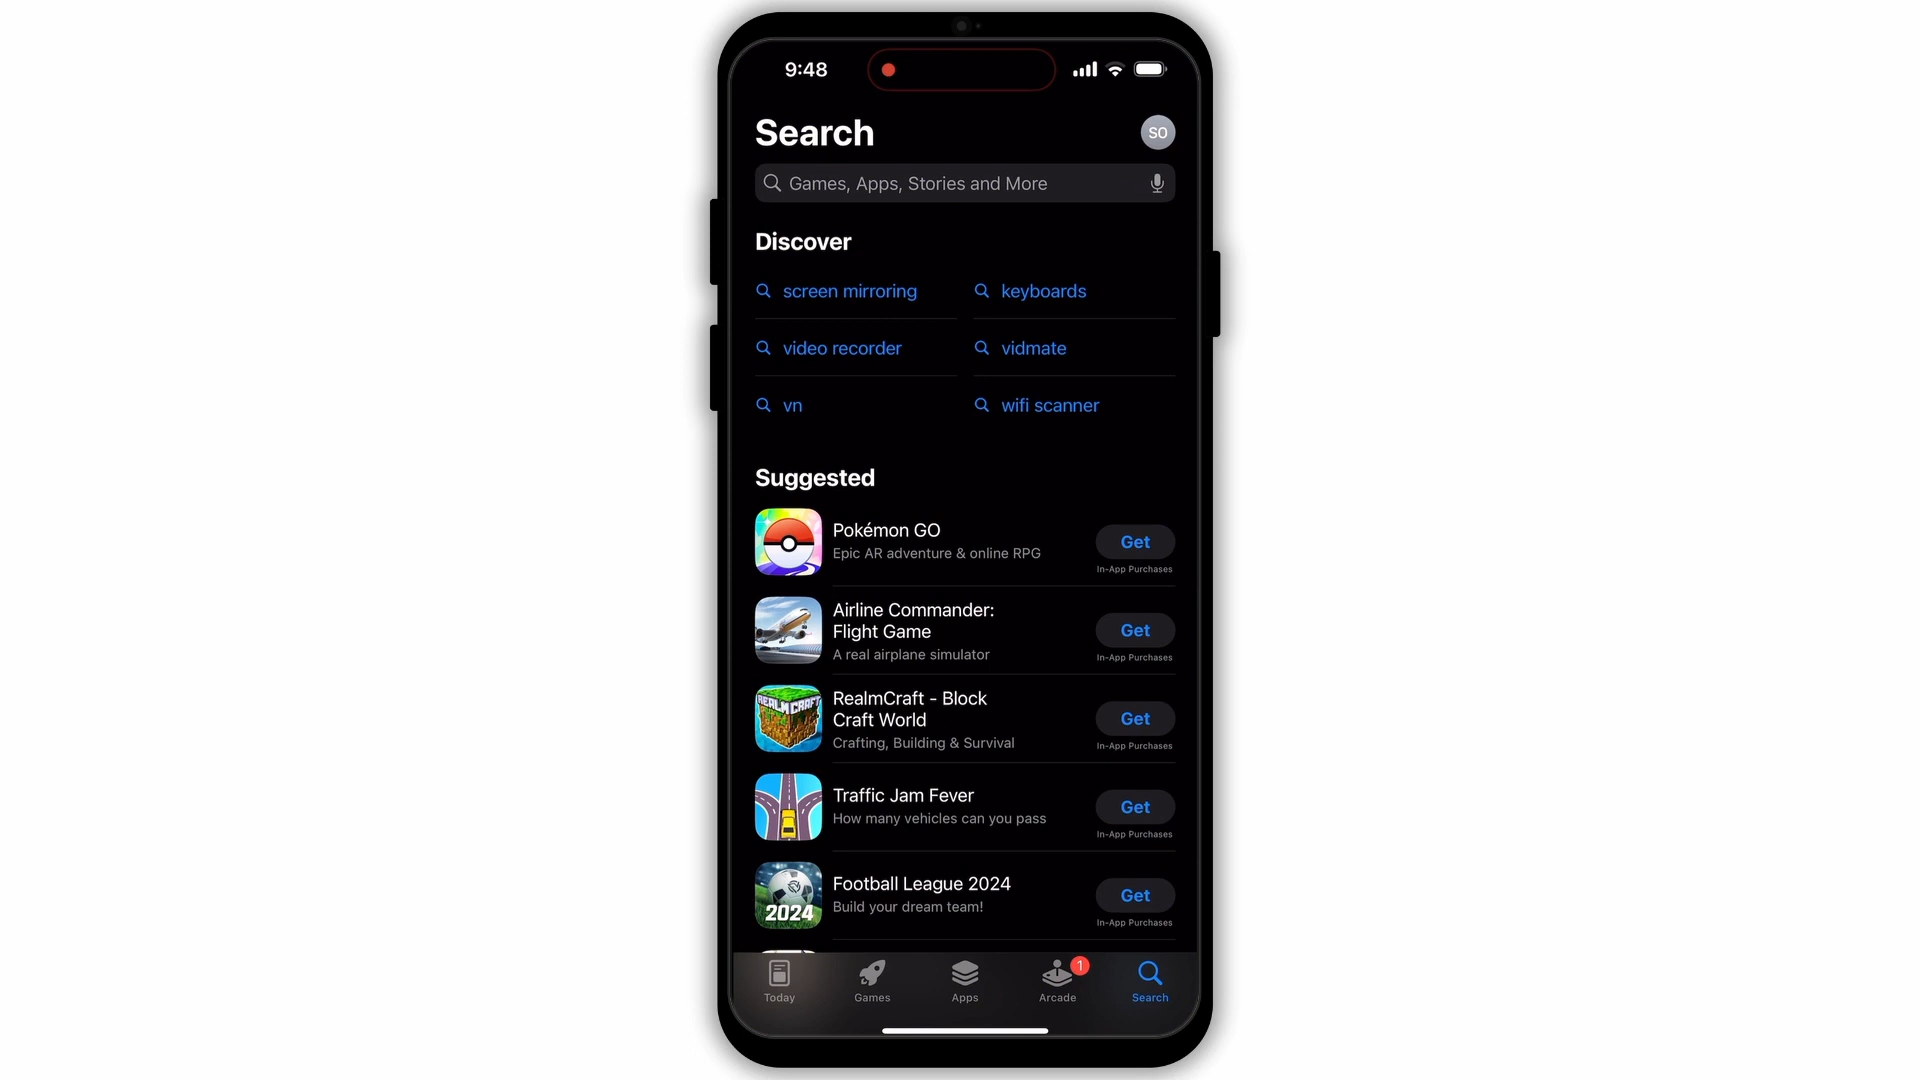 9:48
Search
SO
Games, Apps, Stories and More
Discover
screen mirroring
keyboards
video recorder
vidmate
vn
wifi scanner
Suggested
Pokémon GO
Epic AR adventure & online RPG
Get
In-App Purchases
Airline Commander:
Flight Game
A real airplane simulator
Get
In-App Purchases
REALMCRAFT
RealmCraft - Block
Craft World
Crafting, Building & Survival
Get
In-App Purchases
Traffic Jam Fever
How many vehicles can you pass
Get
In-App Purchases
2024
Football League 2024
Build your dream team!
Get
In-App Purchases
Today
Games
Apps
1
Arcade
Search